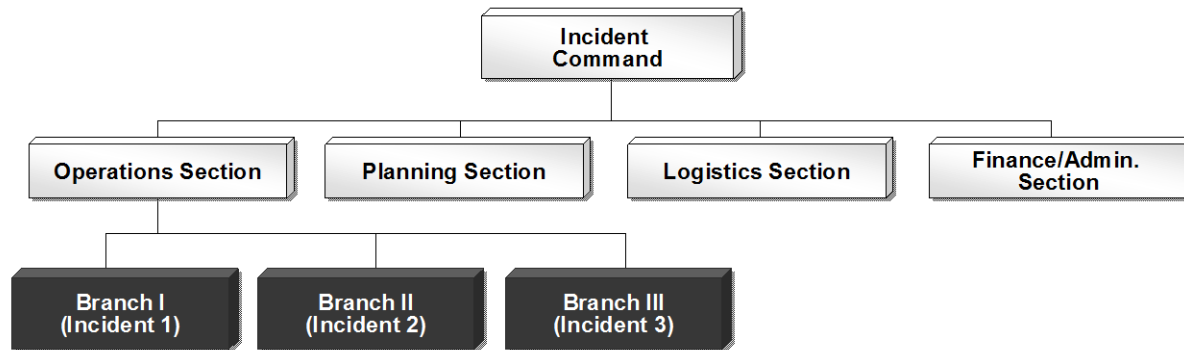 Incident
Command
Operations Section
Planning Section
Logistics Section
Finance/Admin.
Section
Branch I
(Incident 1)
Branch II
(Incident 2)
Branch III
(Incident 3)